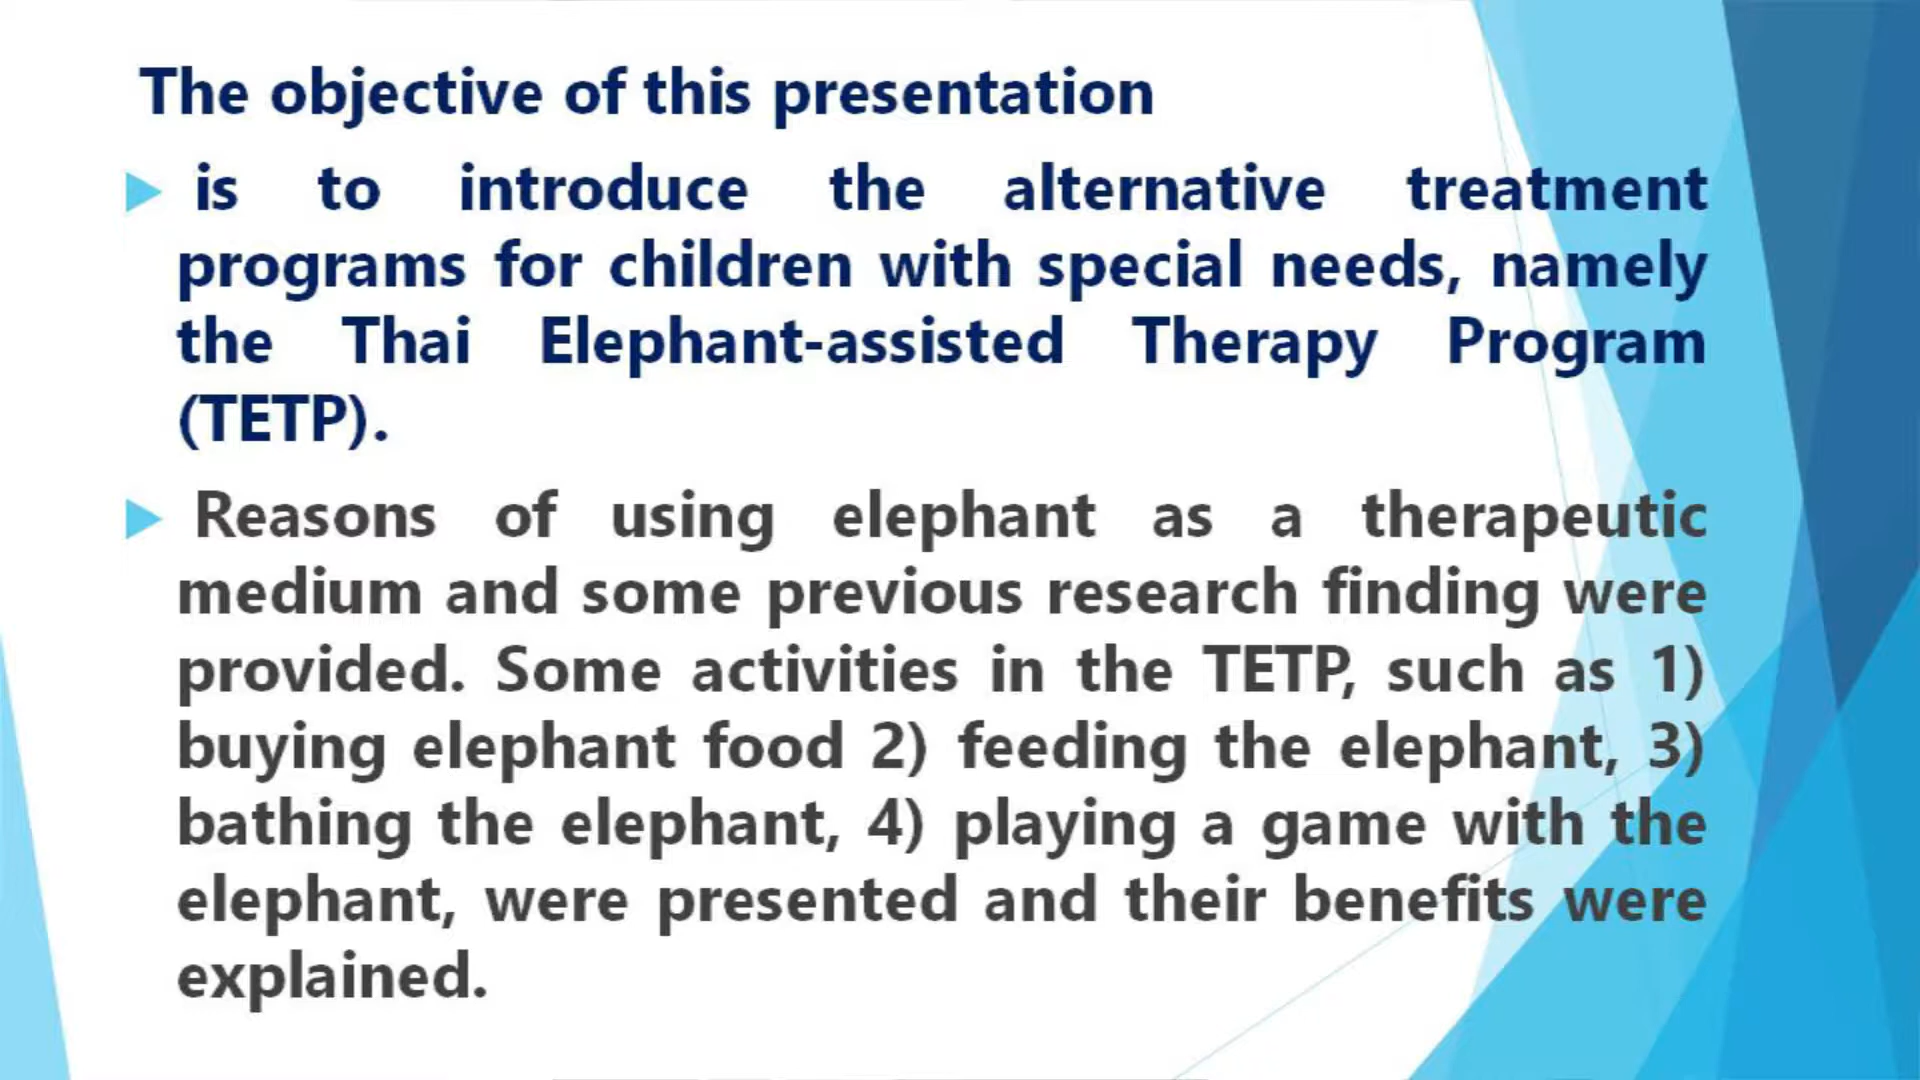 The objective of this presentation
is to introduce the alternative treatment
programs for children with special needs, namely
the Thai Elephant-assisted Therapy Program
(TETP).
Reasons of using elephant as a therapeutic
medium and some previous research finding were
provided. Some activities in the TETP, such as 1)
buying elephant food 2) feeding the elephant, 3)
bathing the elephant, 4) playing a game with the
elephant, were presented and their benefits were
explained.